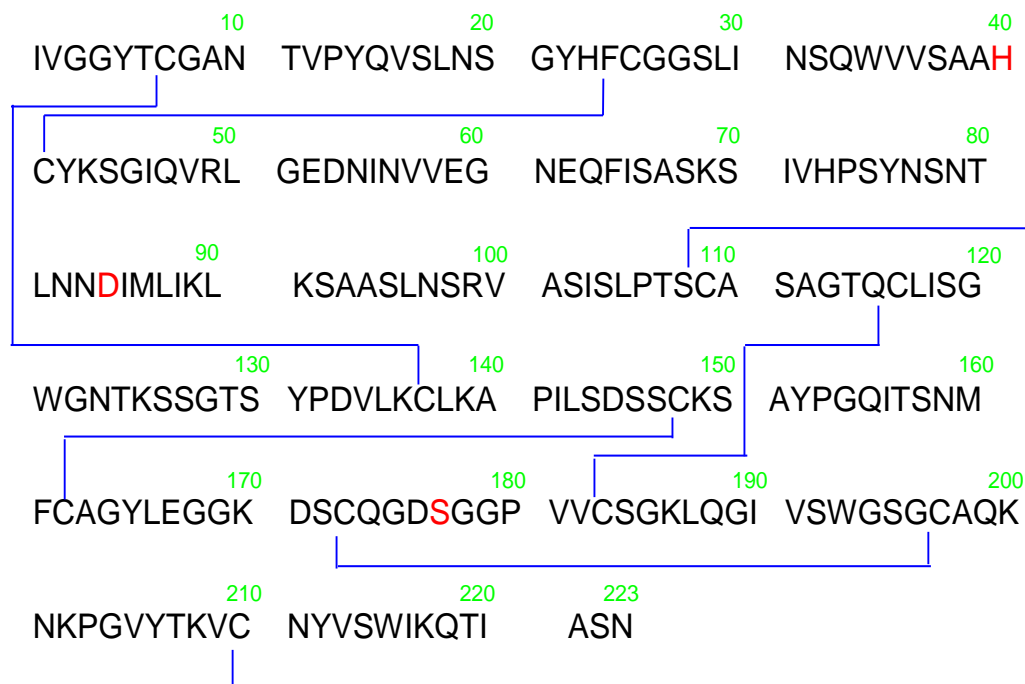 10 20 30 40
IVGGYTCGAN TVPYQVSLNS GYHFCGGSLI NSQWVVSAAH
50 60 70 80
CYKSGIQVRL GEDNINVVEG NEQFISASKS IVHPSYNSNT
90 100 110 120
LNNDIMLIKL KSAASLNSRV ASISLPTSCA SAGTQCLISG
130 140 150 160
WGNTKSSGTS YPDVLKCLKA PILSDSSCKS AYPGQITSNM
170 180 190 200
FCAGYLEGGK DSCQGDSGGP VVCSGKLQGI VSWGSGCAQK
210 220 223
NKPGVYTKVC NYVSWIKQTI ASN